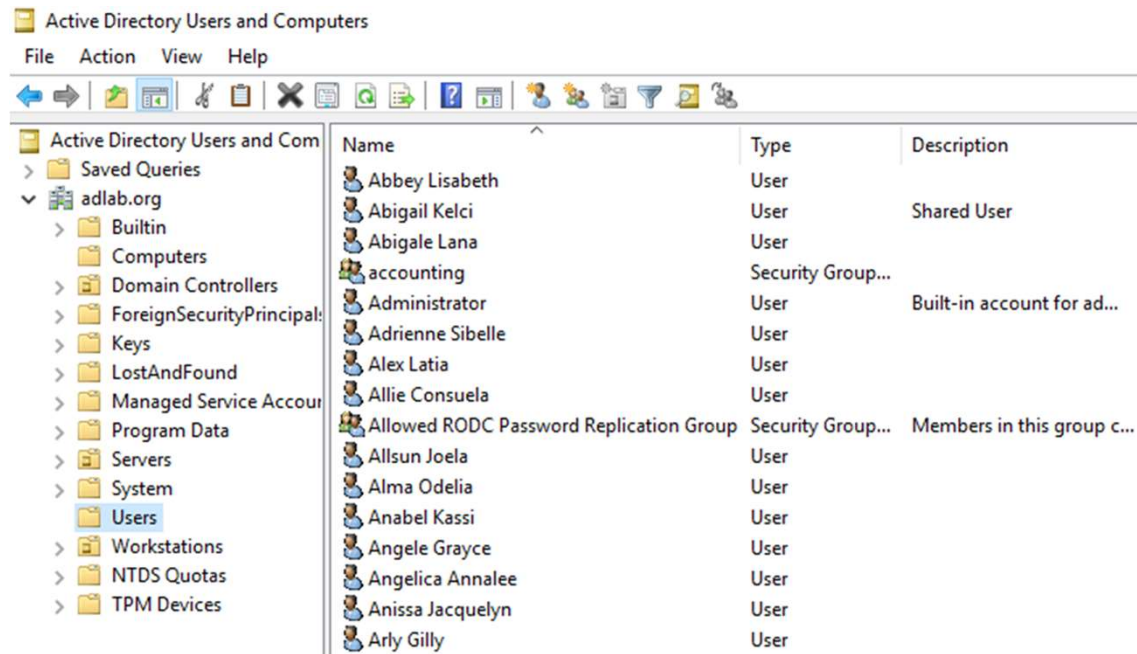 Active Directory Users and Computers
File Action View Help
Active Directory Users and Com
Saved Queries
adlab.org
Builtin
Computers
Domain Controllers
ForeignSecurityPrincipals
Keys
LostAndFound
Managed Service Accour
Program Data
Servers
System
Users
Workstations
NTDS Quotas
TPM Devices
Name Type Description
Abbey Lisabeth User
Abigail Kelci User Shared User
Abigale Lana User
accounting Security Group...
Administrator User Built-in account for ad...
Adrienne Sibelle User
Alex Latia User
Allie Consuela User
Allowed RODC Password Replication Group Security Group... Members in this group c...
Allsun Joela User
Alma Odelia User
Anabel Kassi User
Angele Grayce User
Angelica Annalee User
Anissa Jacquelyn User
Arly Gilly User